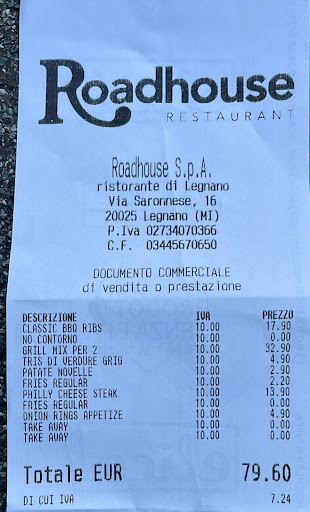 Roadhouse
RESTAURANT
Roadhouse S.p.A.
ristorante di Legnano
Via Saronnese, 16
20025 Legnano (MI)
P.Iva 02734070366
C.F. 03445670650
DOCUMENTO COMMERCIALE
di vendita o prestazione
DESCRIZIONE IVA PREZZO
CLASSIC BBQ RIBS 10.00 17.90
NO CONTORNO 10.00 0.00
GRILL MIX PER 2 10.00 32.90
TRIS DI VERDURE GRIG 10.00 4.90
PATATE NOVELLE 10.00 2.90
FRIES REGULAR 10.00 2.20
PHILLY CHEESE STEAK 10.00 13.90
FRIES REGULAR 10.00 0.00
ONION RINGS APPETIZE 10.00 4.90
TAKE AWAY 10.00 0.00
TAKE AWAY 10.00 0.00
Totale EUR 79.60
DI CUI IVA 7.24